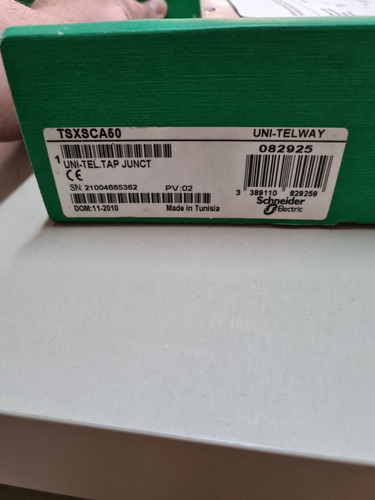 TSXSCA50 UNI-TELWAY
082925
1 UNI-TEL.TAP JUNCT
CE
SN: 21004665362 PV:02
3 389110 829259
Schneider
Electric
DOM:11-2010 Made in Tunisia